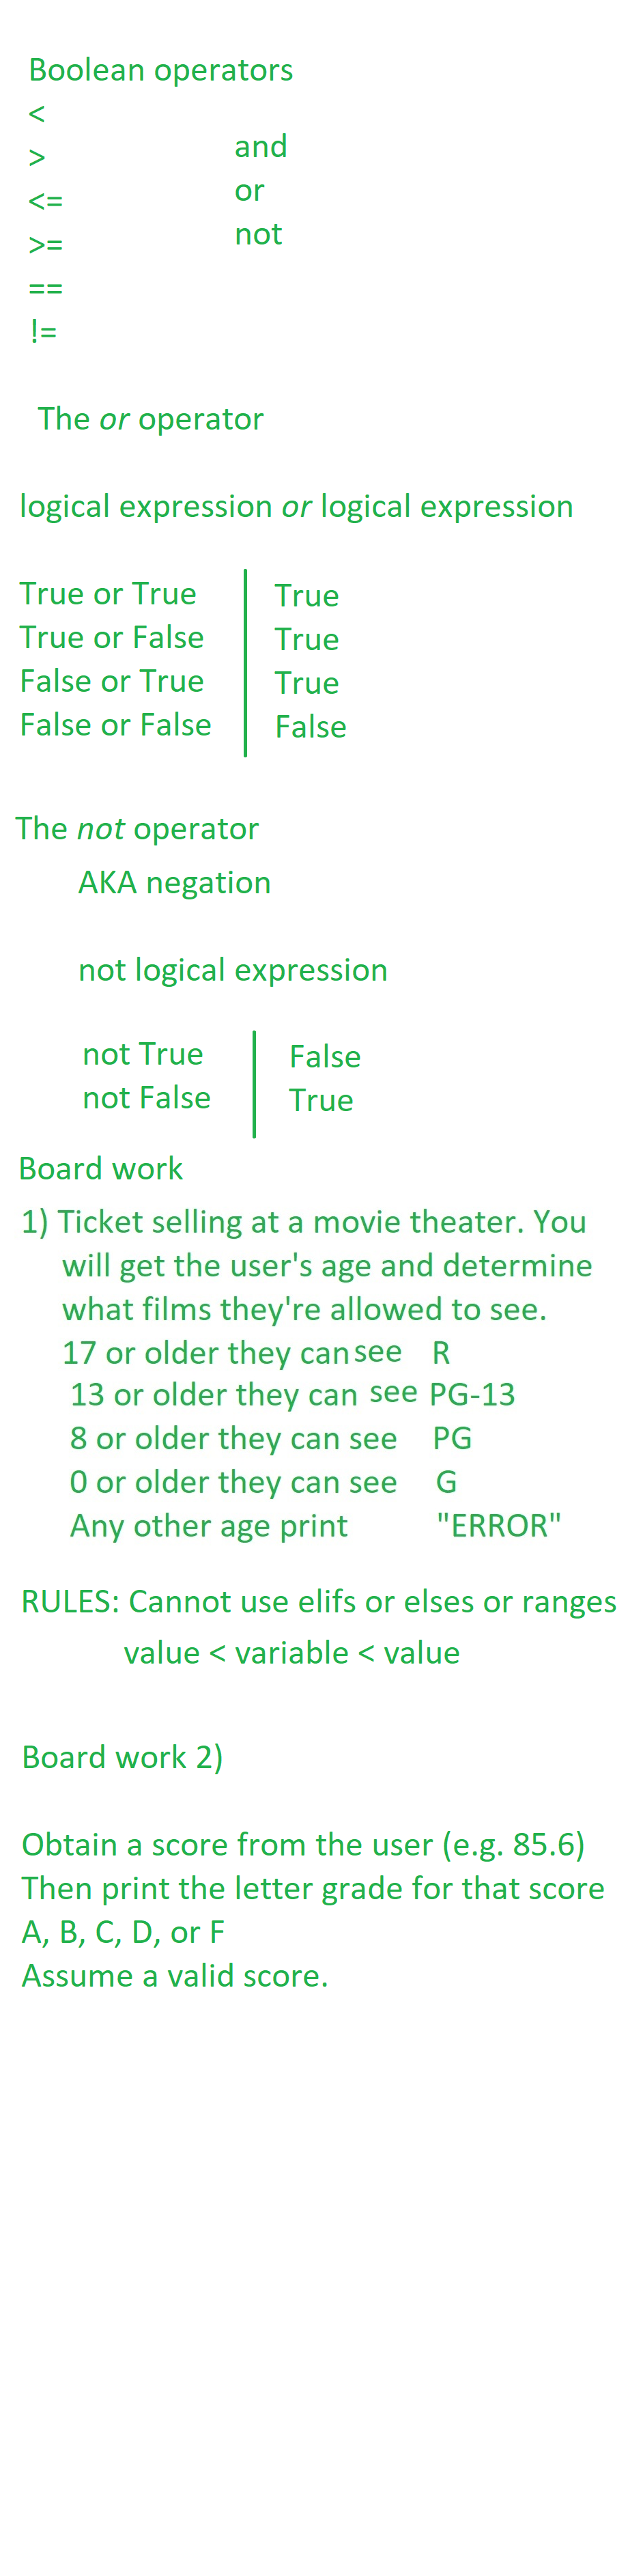 Boolean operators
<
>
<=
>=
==
!=
and
or
not
The or operator
logical expression or logical expression
True or True True
True or False True
False or True True
False or False False
The not operator
AKA negation
not logical expression
not True False
not False True
Board work
1) Ticket selling at a movie theater. You
will get the user's age and determine
what films they're allowed to see.
17 or older they can see R
13 or older they can see PG-13
8 or older they can see PG
0 or older they can see G
Any other age print "ERROR"
RULES: Cannot use elifs or elses or ranges
value < variable < value
Board work 2)
Obtain a score from the user (e.g. 85.6)
Then print the letter grade for that score
A, B, C, D, or F
Assume a valid score.